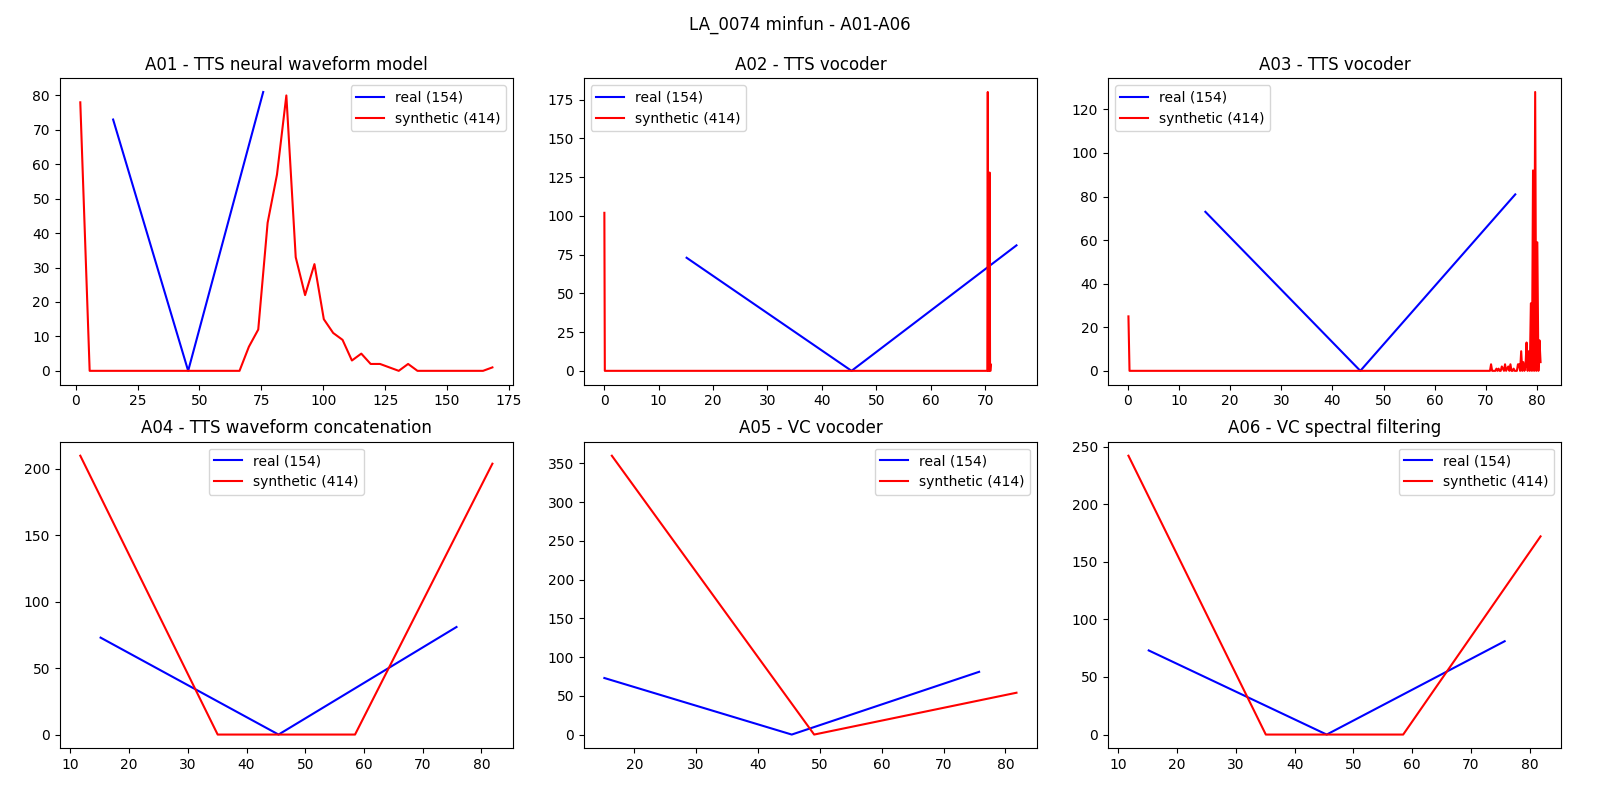 LA_0074 minfun - A01-A06
A01 - TTS neural waveform model
80
70
60
50
40
30
20
10
0
real (154)
synthetic (414)
0 25 50 75 100 125 150 175
A02 - TTS vocoder
175
150
125
100
75
50
25
0
real (154)
synthetic (414)
0 10 20 30 40 50 60 70
A03 - TTS vocoder
120
100
80
60
40
20
0
real (154)
synthetic (414)
0 10 20 30 40 50 60 70 80
A04 - TTS waveform concatenation
200
150
100
50
0
real (154)
synthetic (414)
10 20 30 40 50 60 70 80
A05 - VC vocoder
350
300
250
200
150
100
50
0
real (154)
synthetic (414)
20 30 40 50 60 70 80
A06 - VC spectral filtering
250
200
150
100
50
0
real (154)
synthetic (414)
10 20 30 40 50 60 70 80